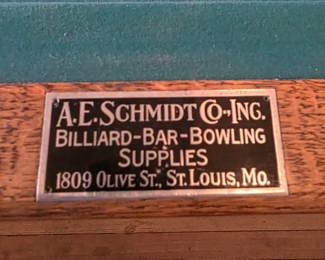 A.E. SCHMIDT CO-INC.
BILLIARD-BAR-BOWLING
SUPPLIES
1809 OLIVE ST., ST. LOUIS, MO.